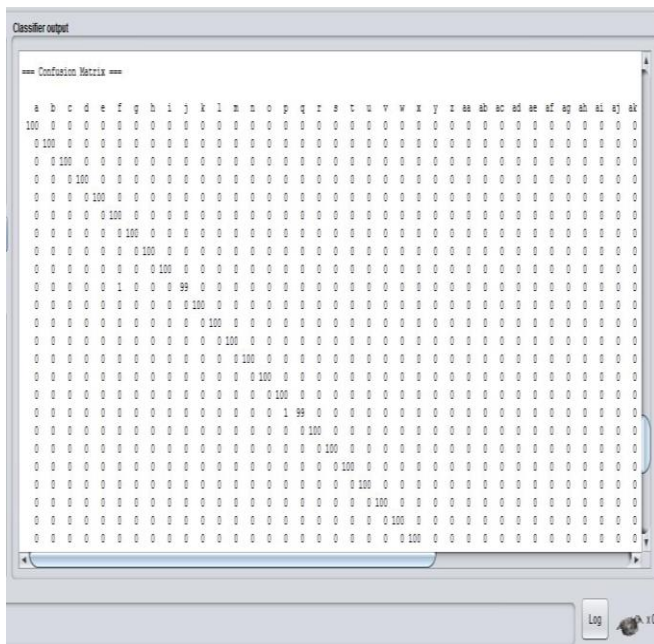 Classifier output
=== Confusion Matrix ===
a b c d e f g h i j k l m n o p q r s t u v w x y z aa ab ac ad ae af ag ah ai aj ak
100 0 0 0 0 0 0 0 0 0 0 0 0 0 0 0 0 0 0 0 0 0 0 0 0 0 0 0 0 0 0 0 0 0 0 0 0
0 100 0 0 0 0 0 0 0 0 0 0 0 0 0 0 0 0 0 0 0 0 0 0 0 0 0 0 0 0 0 0 0 0 0 0 0
0 0 100 0 0 0 0 0 0 0 0 0 0 0 0 0 0 0 0 0 0 0 0 0 0 0 0 0 0 0 0 0 0 0 0 0 0
0 0 0 100 0 0 0 0 0 0 0 0 0 0 0 0 0 0 0 0 0 0 0 0 0 0 0 0 0 0 0 0 0 0 0 0 0
0 0 0 0 100 0 0 0 0 0 0 0 0 0 0 0 0 0 0 0 0 0 0 0 0 0 0 0 0 0 0 0 0 0 0 0 0
0 0 0 0 0 100 0 0 0 0 0 0 0 0 0 0 0 0 0 0 0 0 0 0 0 0 0 0 0 0 0 0 0 0 0 0 0
0 0 0 0 0 0 100 0 0 0 0 0 0 0 0 0 0 0 0 0 0 0 0 0 0 0 0 0 0 0 0 0 0 0 0 0 0
0 0 0 0 0 0 0 100 0 0 0 0 0 0 0 0 0 0 0 0 0 0 0 0 0 0 0 0 0 0 0 0 0 0 0 0 0
0 0 0 0 0 0 0 0 100 0 0 0 0 0 0 0 0 0 0 0 0 0 0 0 0 0 0 0 0 0 0 0 0 0 0 0 0
0 0 0 0 0 1 0 0 0 99 0 0 0 0 0 0 0 0 0 0 0 0 0 0 0 0 0 0 0 0 0 0 0 0 0 0 0
0 0 0 0 0 0 0 0 0 0 100 0 0 0 0 0 0 0 0 0 0 0 0 0 0 0 0 0 0 0 0 0 0 0 0 0 0
0 0 0 0 0 0 0 0 0 0 0 100 0 0 0 0 0 0 0 0 0 0 0 0 0 0 0 0 0 0 0 0 0 0 0 0 0
0 0 0 0 0 0 0 0 0 0 0 0 100 0 0 0 0 0 0 0 0 0 0 0 0 0 0 0 0 0 0 0 0 0 0 0 0
0 0 0 0 0 0 0 0 0 0 0 0 0 100 0 0 0 0 0 0 0 0 0 0 0 0 0 0 0 0 0 0 0 0 0 0 0
0 0 0 0 0 0 0 0 0 0 0 0 0 0 100 0 0 0 0 0 0 0 0 0 0 0 0 0 0 0 0 0 0 0 0 0 0
0 0 0 0 0 0 0 0 0 0 0 0 0 0 0 100 0 0 0 0 0 0 0 0 0 0 0 0 0 0 0 0 0 0 0 0 0
0 0 0 0 0 0 0 0 0 0 0 0 0 0 0 1 99 0 0 0 0 0 0 0 0 0 0 0 0 0 0 0 0 0 0 0 0
0 0 0 0 0 0 0 0 0 0 0 0 0 0 0 0 0 100 0 0 0 0 0 0 0 0 0 0 0 0 0 0 0 0 0 0 0
0 0 0 0 0 0 0 0 0 0 0 0 0 0 0 0 0 0 100 0 0 0 0 0 0 0 0 0 0 0 0 0 0 0 0 0 0
0 0 0 0 0 0 0 0 0 0 0 0 0 0 0 0 0 0 0 100 0 0 0 0 0 0 0 0 0 0 0 0 0 0 0 0 0
0 0 0 0 0 0 0 0 0 0 0 0 0 0 0 0 0 0 0 0 100 0 0 0 0 0 0 0 0 0 0 0 0 0 0 0 0
0 0 0 0 0 0 0 0 0 0 0 0 0 0 0 0 0 0 0 0 0 100 0 0 0 0 0 0 0 0 0 0 0 0 0 0 0
0 0 0 0 0 0 0 0 0 0 0 0 0 0 0 0 0 0 0 0 0 0 100 0 0 0 0 0 0 0 0 0 0 0 0 0 0
0 0 0 0 0 0 0 0 0 0 0 0 0 0 0 0 0 0 0 0 0 0 0 100 0 0 0 0 0 0 0 0 0 0 0 0 0
Log